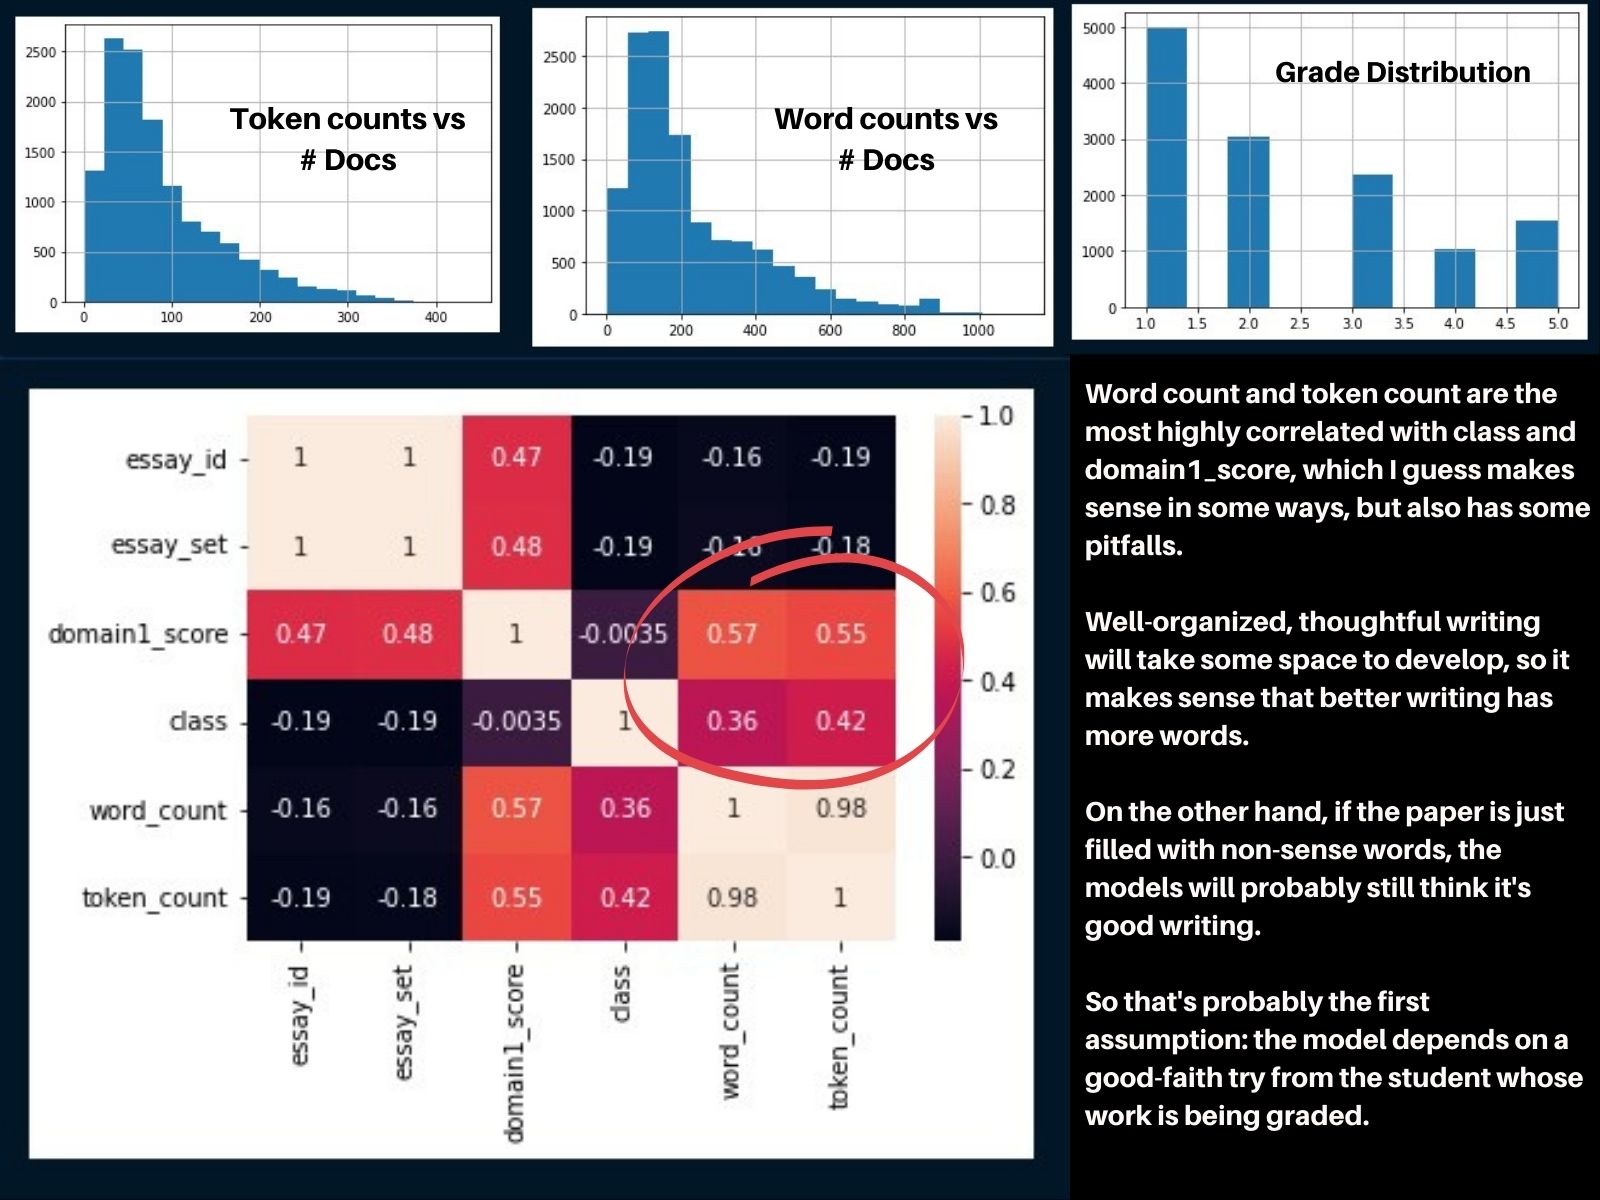 2500
2000
1500
1000
500
0
0 100 200 300 400
Token counts vs
# Docs
2500
2000
1500
1000
500
0
0 200 400 600 800 1000
Word counts vs
# Docs
5000
4000
3000
2000
1000
0
1.0 1.5 2.0 2.5 3.0 3.5 4.0 4.5 5.0
Grade Distribution
essay_id 1 1 0.47 -0.19 -0.16 -0.19
essay_set 1 1 0.48 -0.19 -0.16 -0.18
domain1_score 0.47 0.48 1 -0.0035 0.57 0.55
class -0.19 -0.19 -0.0035 1 0.36 0.42
word_count -0.16 -0.16 0.57 0.36 1 0.98
token_count -0.19 -0.18 0.55 0.42 0.98 1
essay_id essay_set domain1_score class word_count token_count
1.0
0.8
0.6
0.4
0.2
0.0
Word count and token count are the
most highly correlated with class and
domain1_score, which I guess makes
sense in some ways, but also has some
pitfalls.
Well-organized, thoughtful writing
will take some space to develop, so it
makes sense that better writing has
more words.
On the other hand, if the paper is just
filled with non-sense words, the
models will probably still think it's
good writing.
So that's probably the first
assumption: the model depends on a
good-faith try from the student whose
work is being graded.